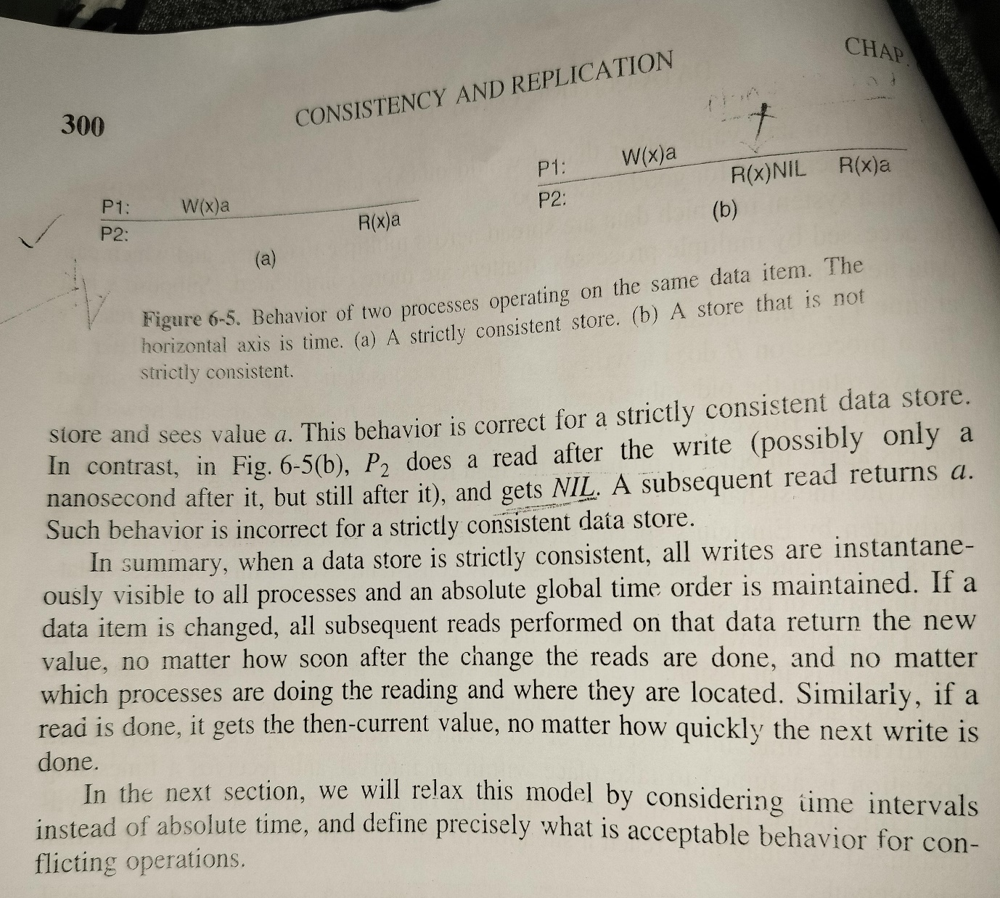 300
CONSISTENCY AND REPLICATION
CHAP.
P1: W(x)a
P2: R(x)a
(a)
P1: W(x)a
P2: R(x)NIL R(x)a
(b)
Figure 6-5. Behavior of two processes operating on the same data item. The
horizontal axis is time. (a) A strictly consistent store. (b) A store that is not
strictly consistent.
store and sees value a. This behavior is correct for a strictly consistent data store.
In contrast, in Fig. 6-5(b), P2 does a read after the write (possibly only a
nanosecond after it, but still after it), and gets NIL. A subsequent read returns a.
Such behavior is incorrect for a strictly consistent data store.
In summary, when a data store is strictly consistent, all writes are instantane-
ously visible to all processes and an absolute global time order is maintained. If a
data item is changed, all subsequent reads performed on that data return the new
value, no matter how soon after the change the reads are done, and no matter
which processes are doing the reading and where they are located. Similarly, if a
read is done, it gets the then-current value, no matter how quickly the next write is
done.
In the next section, we will relax this model by considering time intervals
instead of absolute time, and define precisely what is acceptable behavior for con-
flicting operations.